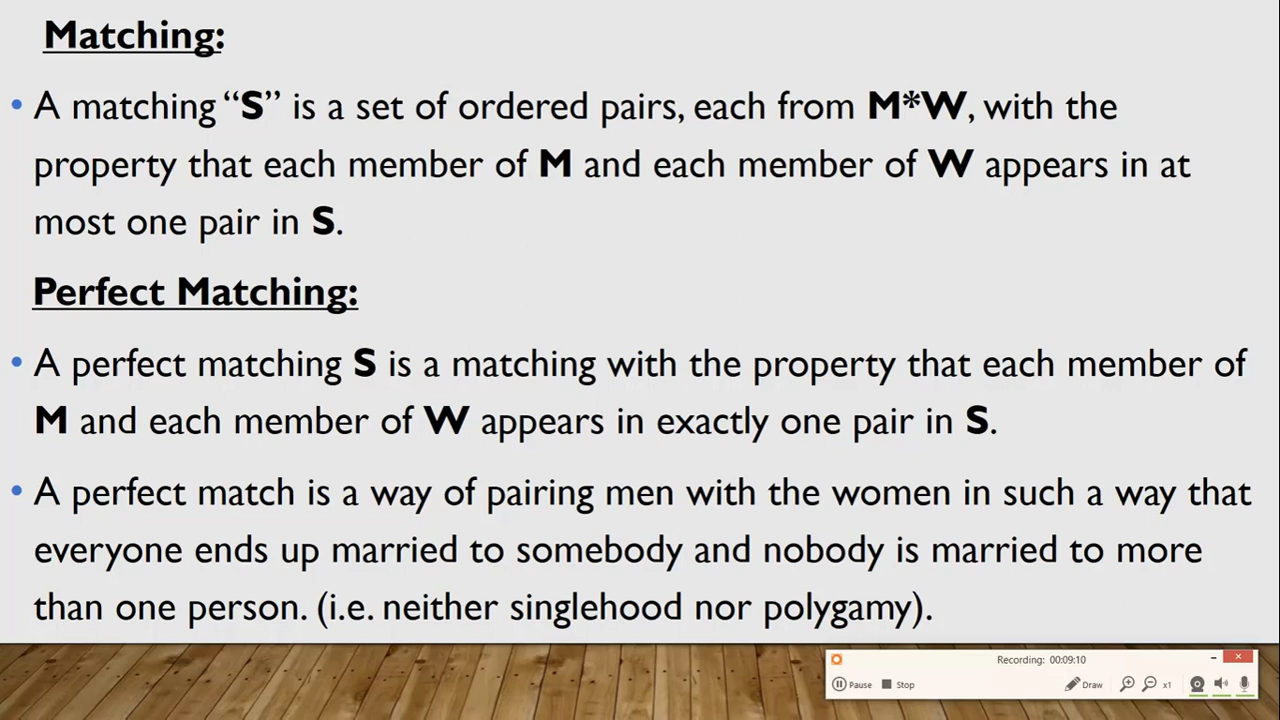 Matching:
• A matching “S” is a set of ordered pairs, each from M*W, with the
property that each member of M and each member of W appears in at
most one pair in S.
Perfect Matching:
• A perfect matching S is a matching with the property that each member of
M and each member of W appears in exactly one pair in S.
• A perfect match is a way of pairing men with the women in such a way that
everyone ends up married to somebody and nobody is married to more
than one person. (i.e. neither singlehood nor polygamy).
Recording: 00:09:10
Pause Stop Draw x1